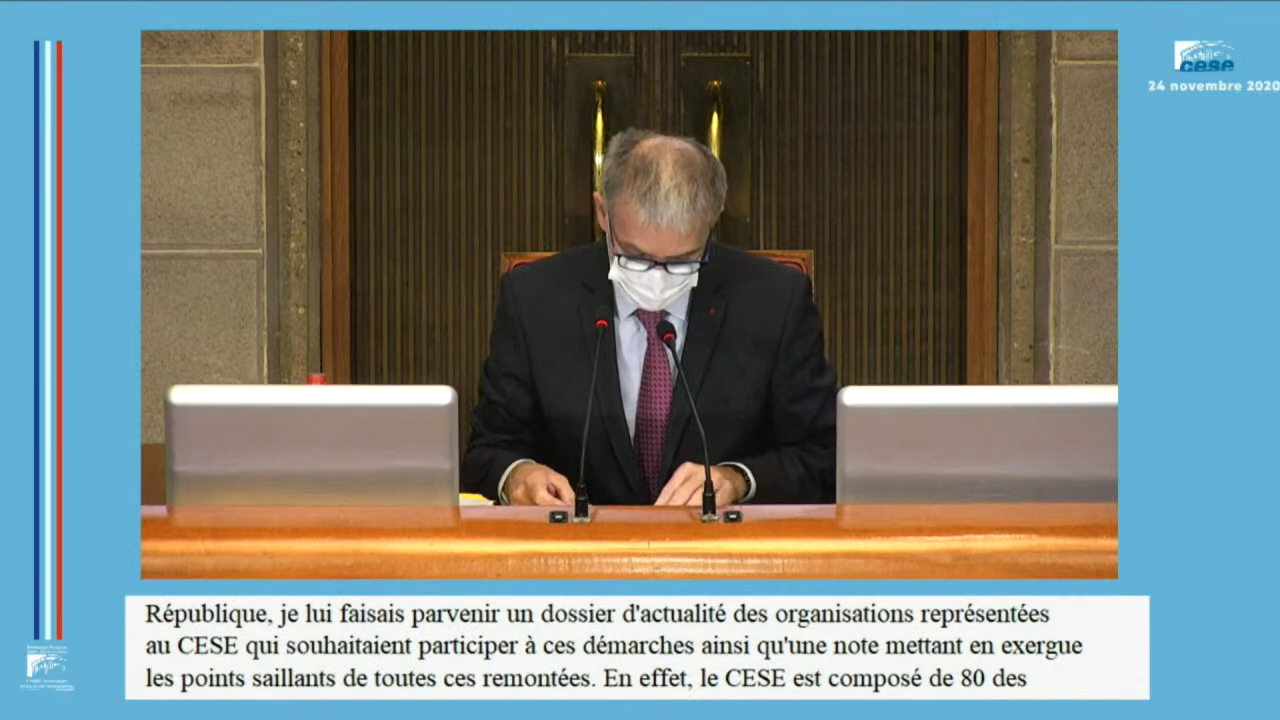 cese
24 novembre 2020
République, je lui faisais parvenir un dossier d'actualité des organisations représentées
au CESE qui souhaitaient participer à ces démarches ainsi qu'une note mettant en exergue
les points saillants de toutes ces remontées. En effet, le CESE est composé de 80 des